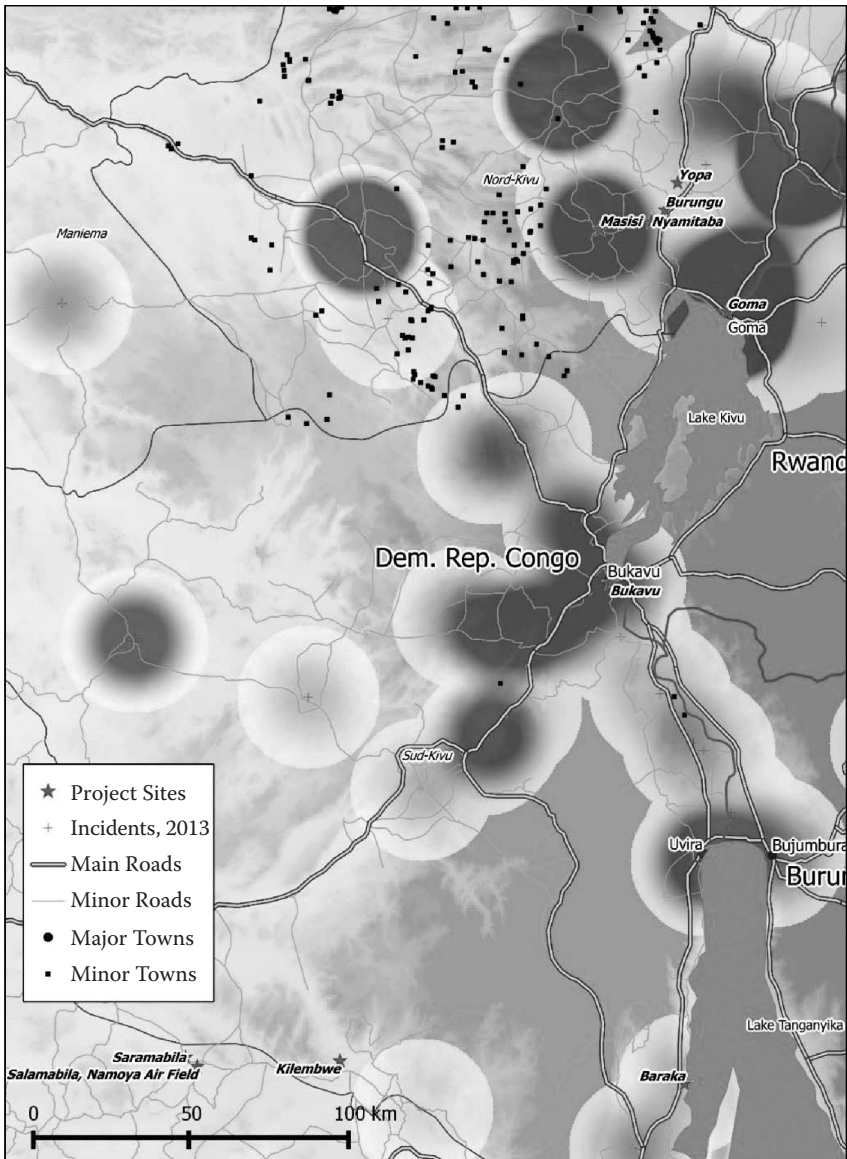 Yopa
Nord-Kivu
Burungu
Masisi Nyamitaba
Maniema
Goma
Goma
Lake Kivu
Rwand
Dem. Rep. Congo
Bukavu
Bukavu
Sud-Kivu
Project Sites
Incidents, 2013
Main Roads
Minor Roads
Major Towns
Minor Towns
Uvira
Bujumbura
Burur
Lake Tanganyika
Saramabila
Salamabila, Namoya Air Field
Kilembwe
Baraka
0 50 100 km